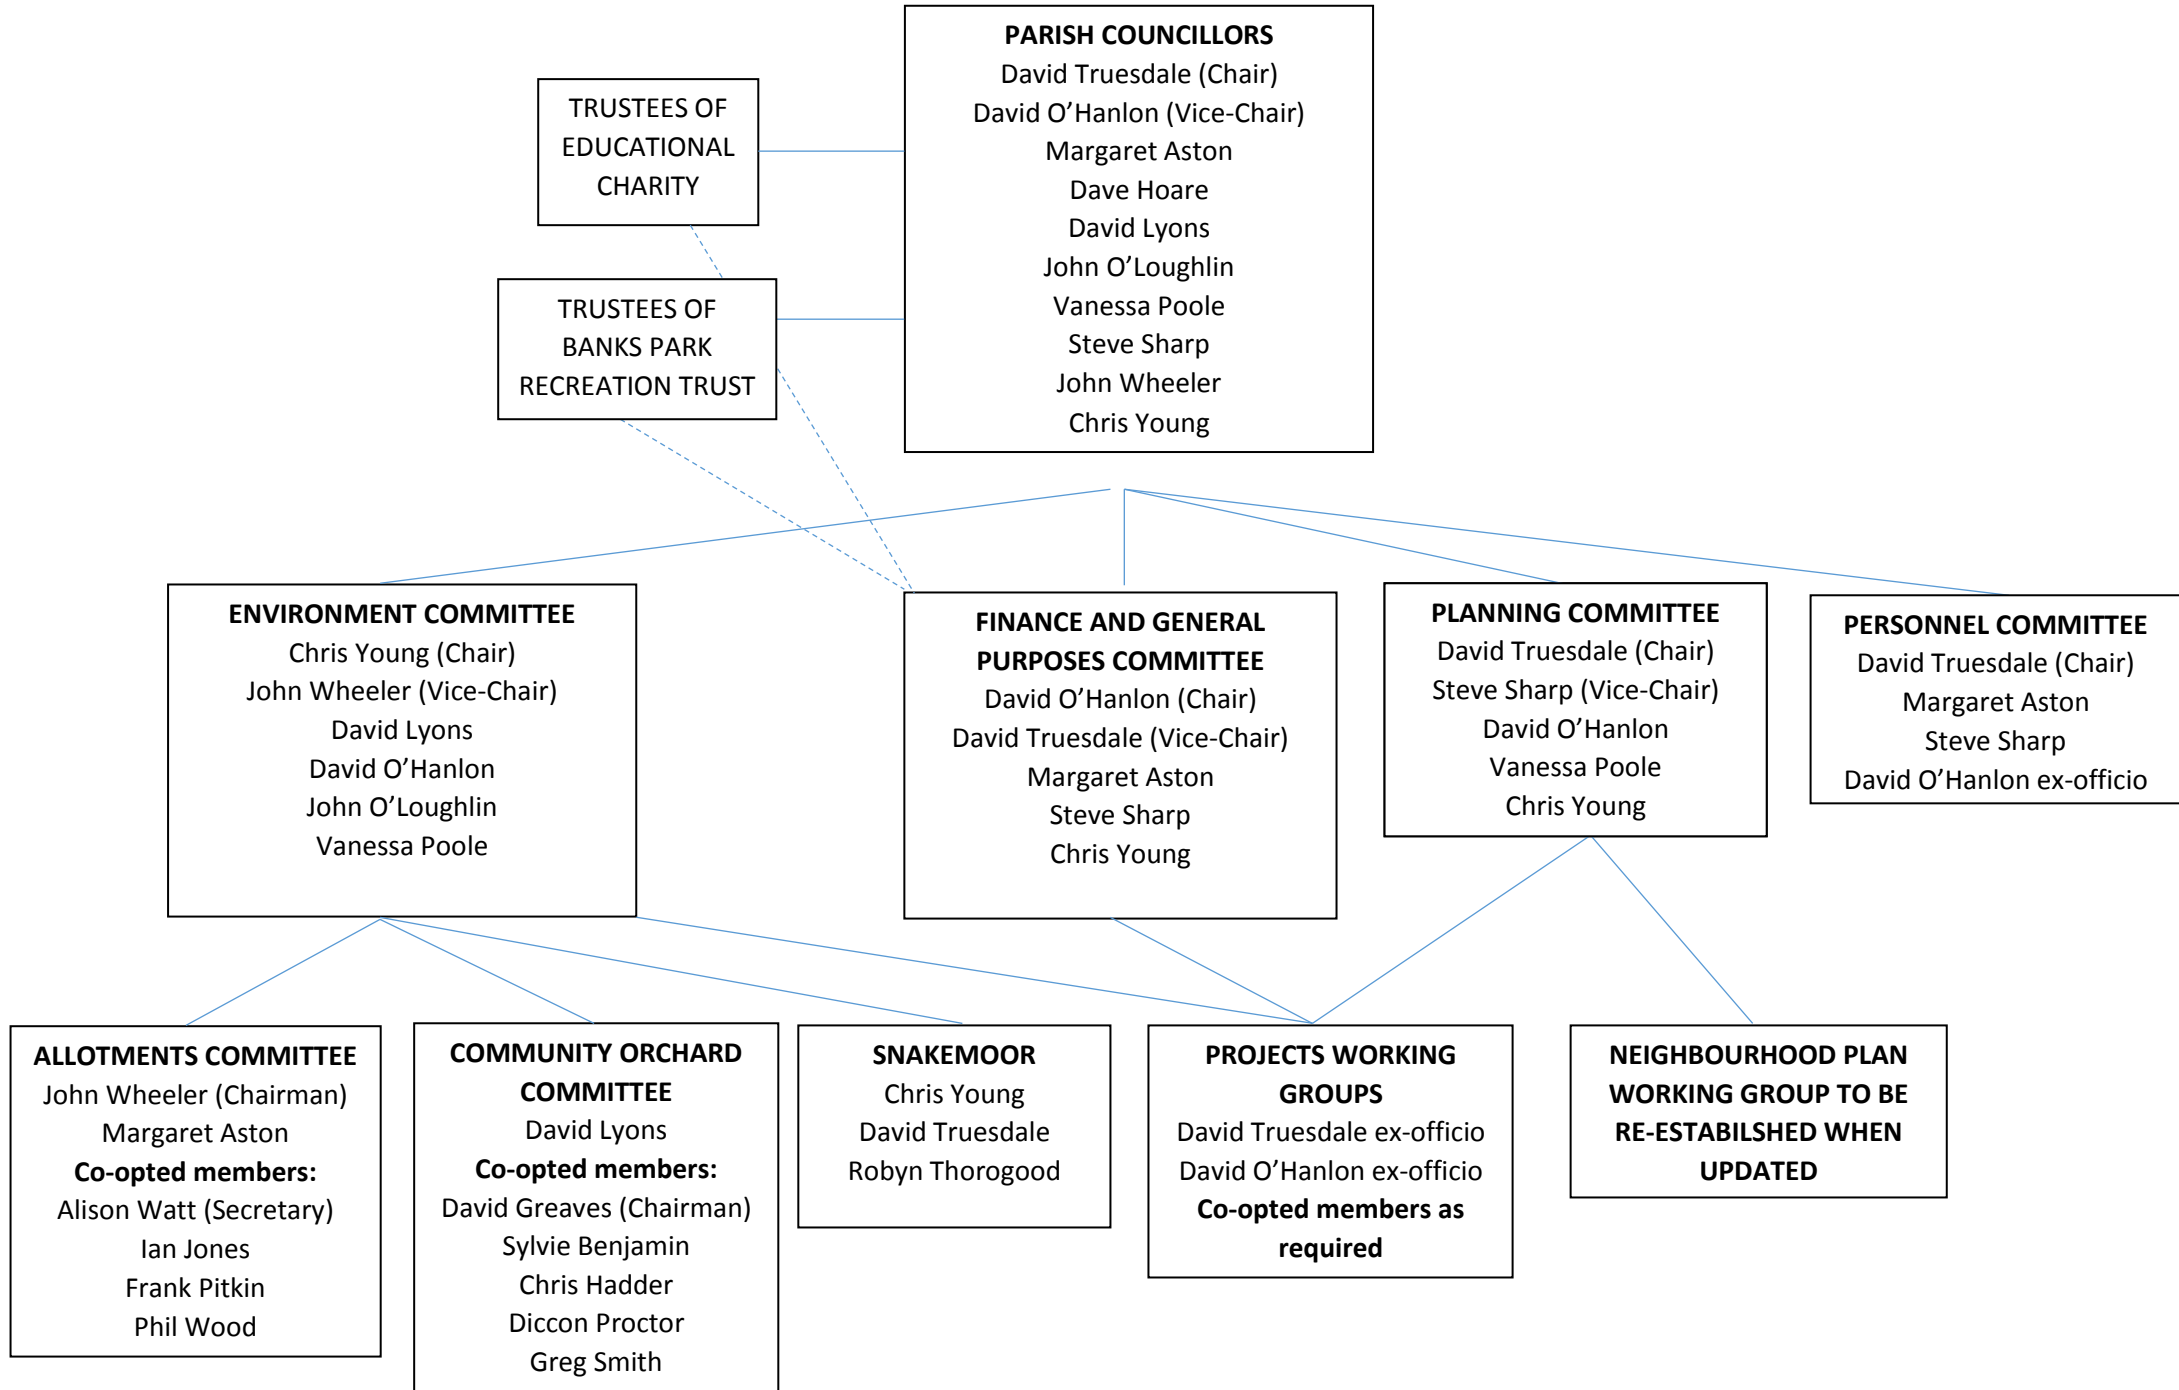 PARISH COUNCILLORS
David Truesdale (Chair)
David O’Hanlon (Vice-Chair)
Margaret Aston
Dave Hoare
David Lyons
John O’Loughlin
Vanessa Poole
Steve Sharp
John Wheeler
Chris Young
TRUSTEES OF
EDUCATIONAL
CHARITY
TRUSTEES OF
BANKS PARK
RECREATION TRUST
ENVIRONMENT COMMITTEE
Chris Young (Chair)
John Wheeler (Vice-Chair)
David Lyons
David O’Hanlon
John O’Loughlin
Vanessa Poole
FINANCE AND GENERAL
PURPOSES COMMITTEE
David O’Hanlon (Chair)
David Truesdale (Vice-Chair)
Margaret Aston
Steve Sharp
Chris Young
PLANNING COMMITTEE
David Truesdale (Chair)
Steve Sharp (Vice-Chair)
David O’Hanlon
Vanessa Poole
Chris Young
PERSONNEL COMMITTEE
David Truesdale (Chair)
Margaret Aston
Steve Sharp
David O’Hanlon ex-officio
ALLOTMENTS COMMITTEE
John Wheeler (Chairman)
Margaret Aston
Co-opted members:
Alison Watt (Secretary)
Ian Jones
Frank Pitkin
Phil Wood
COMMUNITY ORCHARD
COMMITTEE
David Lyons
Co-opted members:
David Greaves (Chairman)
Sylvie Benjamin
Chris Hadder
Diccon Proctor
Greg Smith
SNAKEMOOR
Chris Young
David Truesdale
Robyn Thorogood
PROJECTS WORKING
GROUPS
David Truesdale ex-officio
David O’Hanlon ex-officio
Co-opted members as
required
NEIGHBOURHOOD PLAN
WORKING GROUP TO BE
RE-ESTABILSHED WHEN
UPDATED